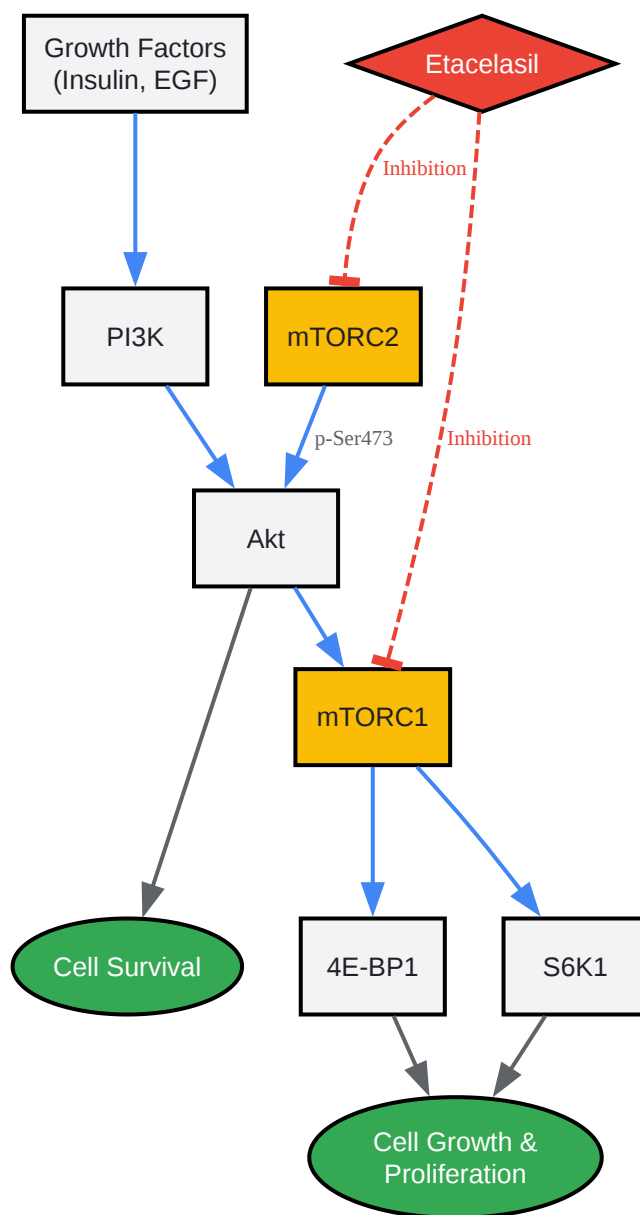 Growth Factors
(Insulin, EGF)
Etacelasil
Inhibition
PI3K
mTORC2
p-Ser473
Inhibition
Akt
mTORC1
Cell Survival
4E-BP1
S6K1
Cell Growth &
Proliferation